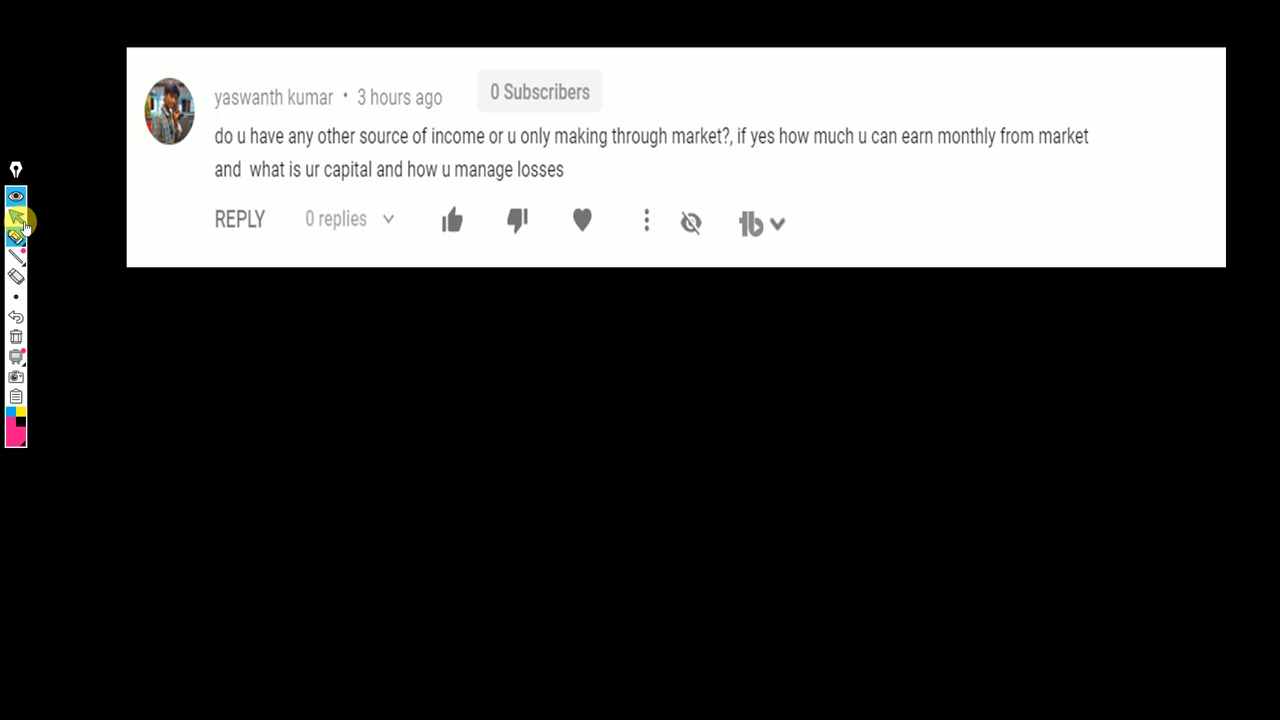 yaswanth kumar • 3 hours ago 0 Subscribers
do u have any other source of income or u only making through market?, if yes how much u can earn monthly from market
and what is ur capital and how u manage losses
REPLY 0 replies